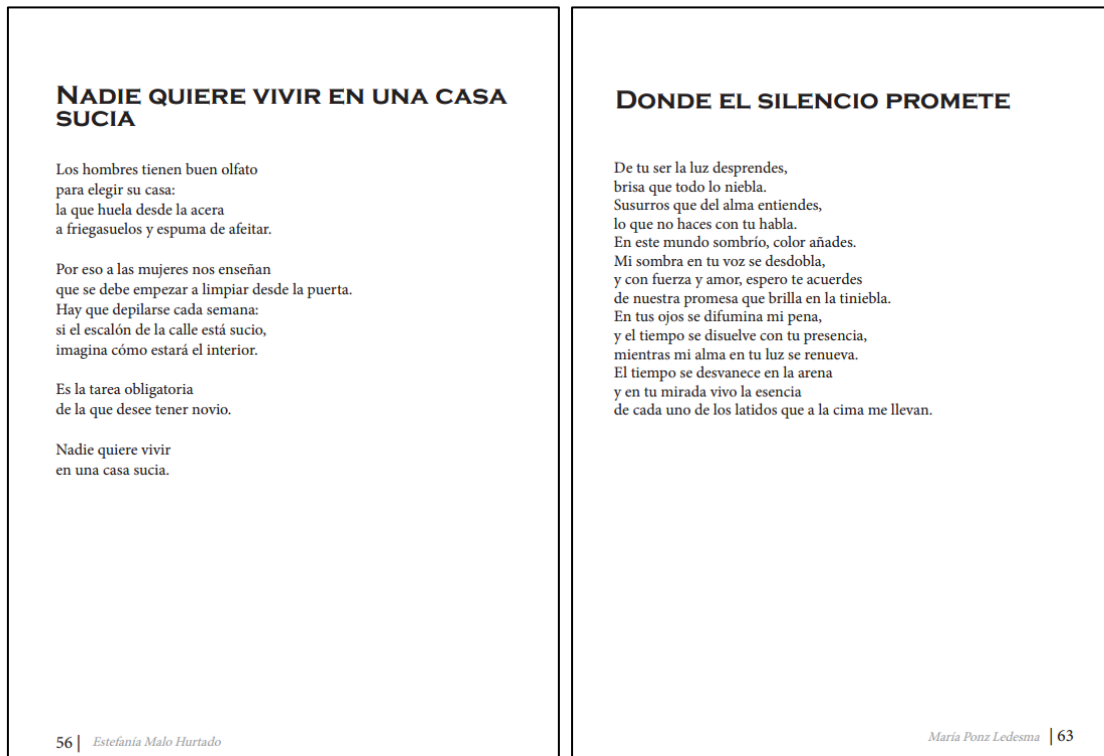 NADIE QUIERE VIVIR EN UNA CASA
SUCIA
Los hombres tienen buen olfato
para elegir su casa:
la que huela desde la acera
a friegasuelos y espuma de afeitar.
Por eso a las mujeres nos enseñan
que se debe empezar a limpiar desde la puerta.
Hay que depilarse cada semana:
si el escalón de la calle está sucio,
imagina cómo estará el interior.
Es la tarea obligatoria
de la que desee tener novio.
Nadie quiere vivir
en una casa sucia.
56 | Estefanía Malo Hurtado
DONDE EL SILENCIO PROMETE
De tu ser la luz desprendes,
brisa que todo lo niebla.
Susurros que del alma entiendes,
lo que no haces con tu habla.
En este mundo sombrío, color añades.
Mi sombra en tu voz se desdobla,
y con fuerza y amor, espero te acuerdes
de nuestra promesa que brilla en la tiniebla.
En tus ojos se difumina mi pena,
y el tiempo se disuelve con tu presencia,
mientras mi alma en tu luz se renueva.
El tiempo se desvanece en la arena
y en tu mirada vivo la esencia
de cada uno de los latidos que a la cima me llevan.
María Ponz Ledesma | 63